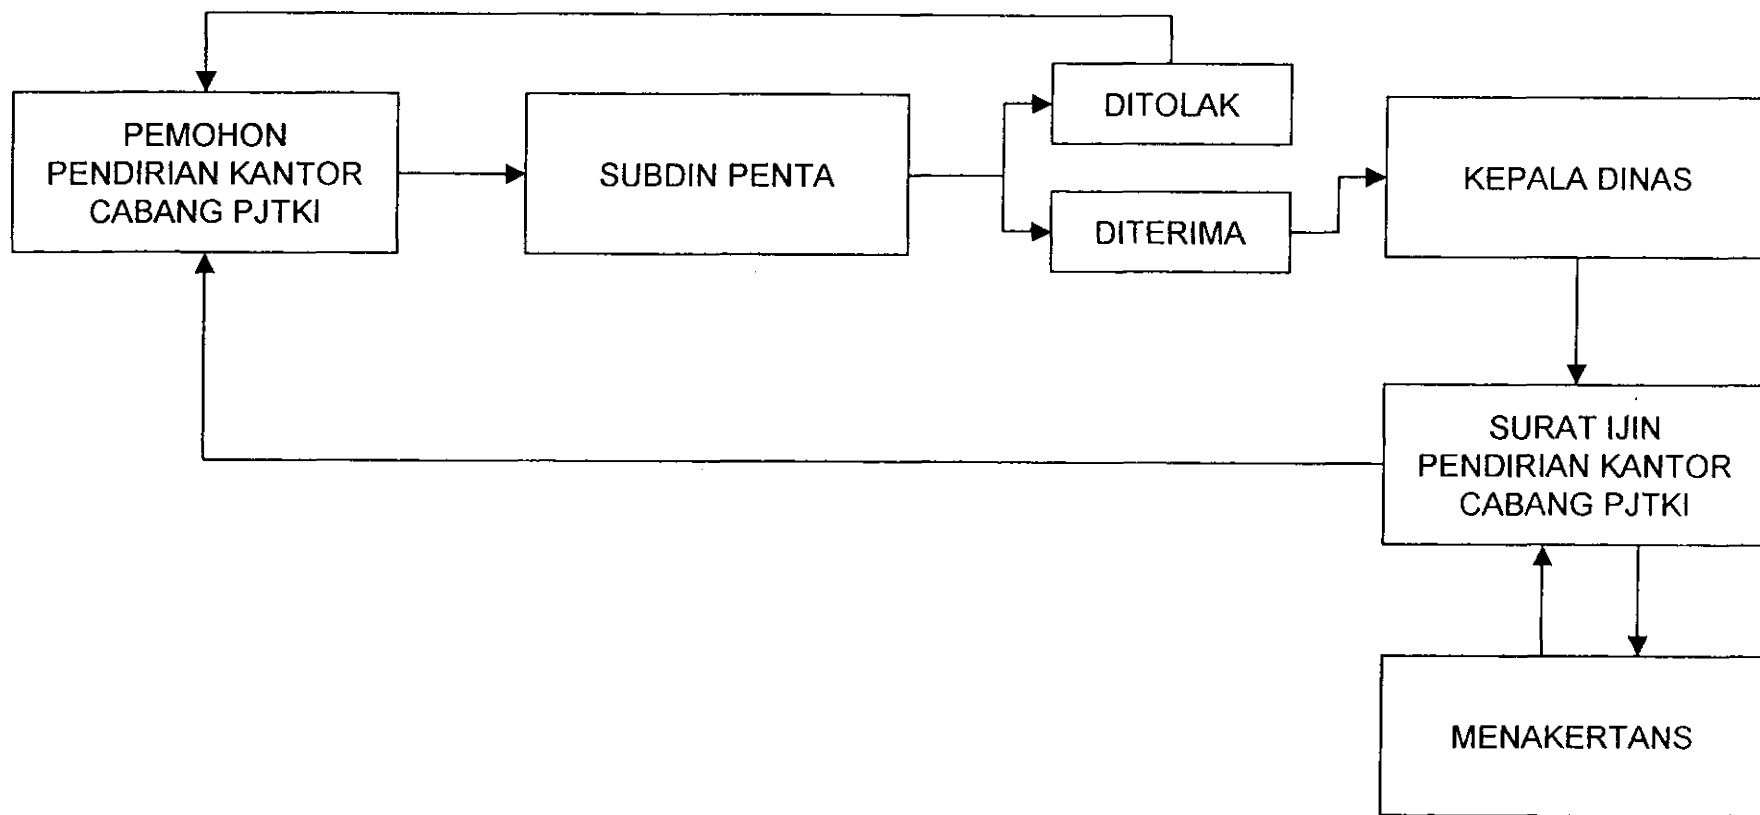 PEMOHON
PENDIRIAN KANTOR
CABANG PJTKI
SUBDIN PENTA
DITOLAK
DITERIMA
KEPALA DINAS
SURAT IJIN
PENDIRIAN KANTOR
CABANG PJTKI
MENAKERTANS